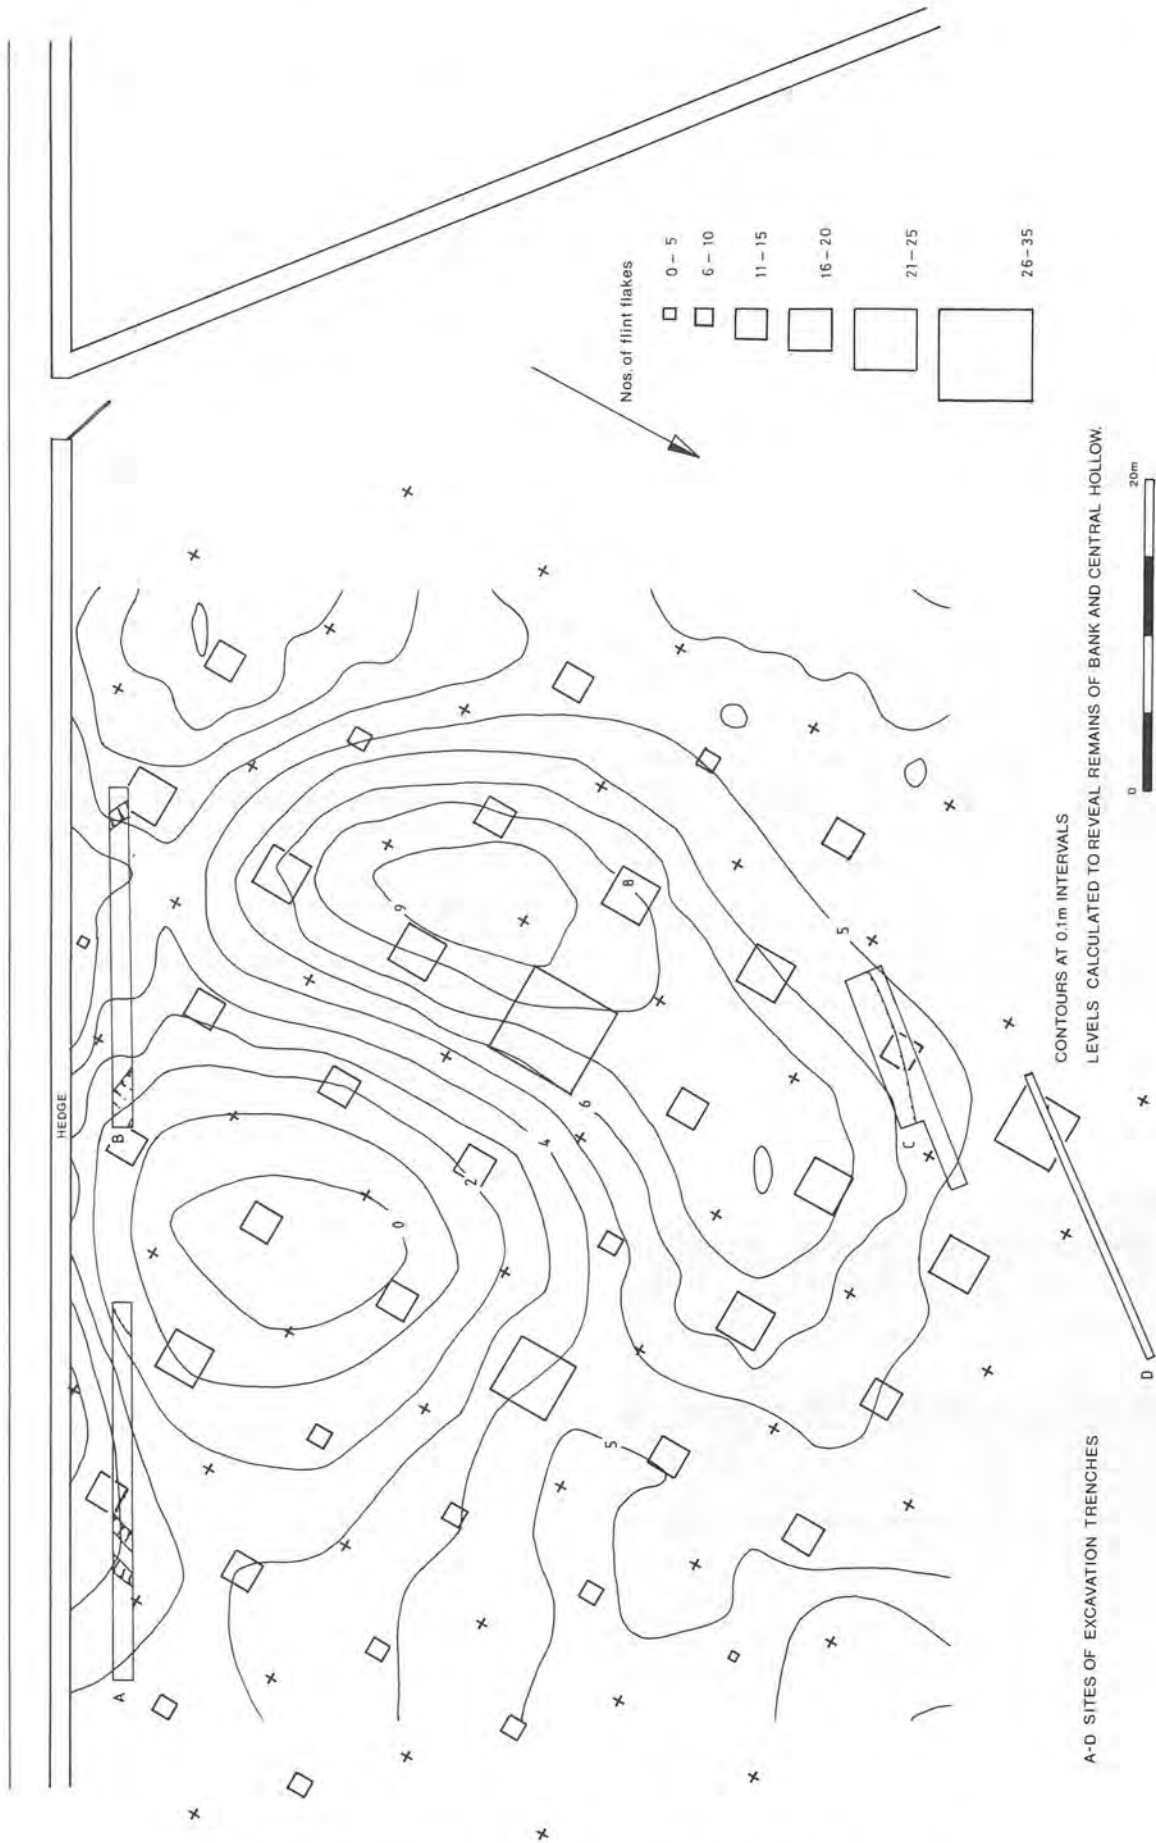 HEDGE
A
B
C
D
0
2
4
6
8
9
5
5
Nos. of flint flakes
0 – 5
6 – 10
11 – 15
16 – 20
21 – 25
26 – 35
CONTOURS AT 0.1m INTERVALS
LEVELS CALCULATED TO REVEAL REMAINS OF BANK AND CENTRAL HOLLOW.
0
20m
A-D SITES OF EXCAVATION TRENCHES